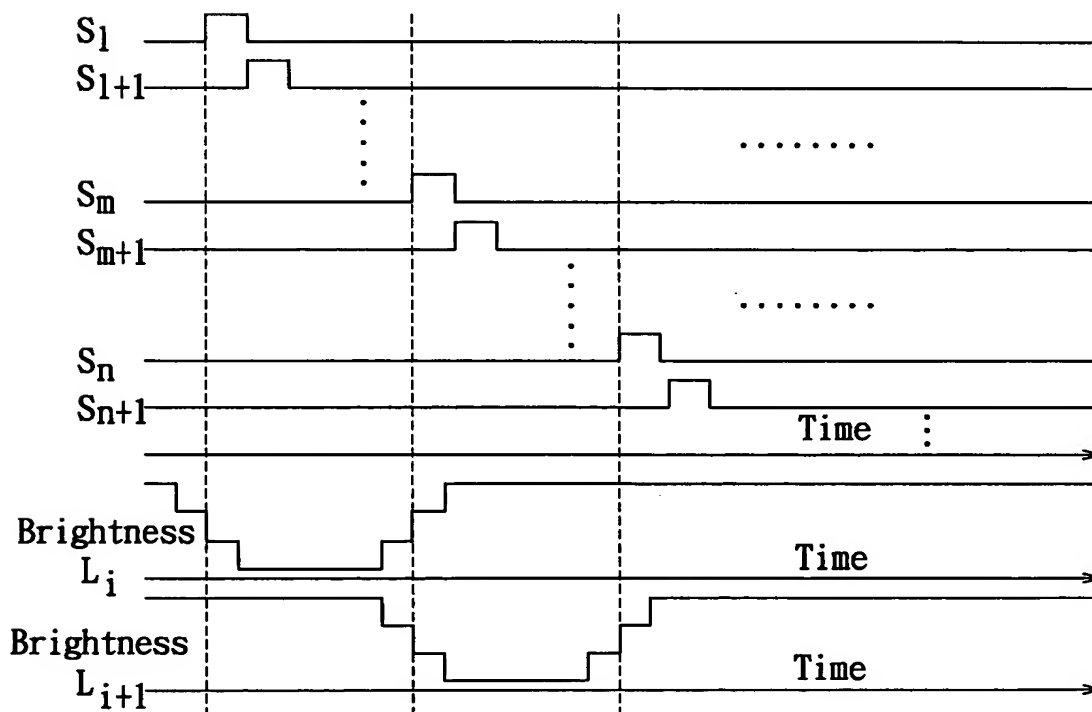 S1
S1+1
Sm
Sm+1
Sn
Sn+1
Time
Brightness
Li
Time
Brightness
Li+1
Time